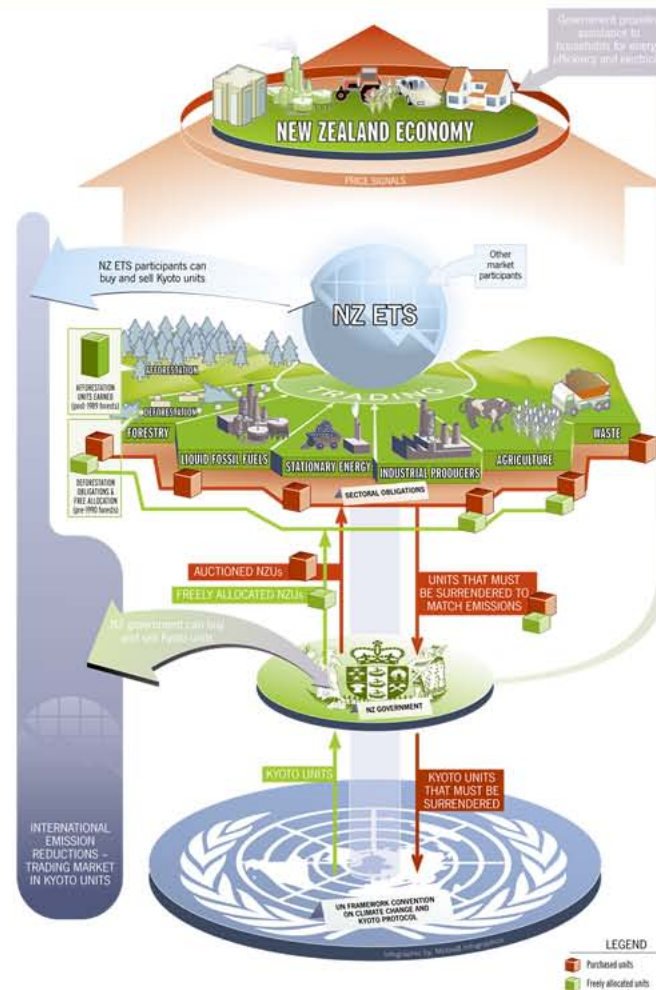 Government provides
assistance to
households for energy
efficiency and electricity
NEW ZEALAND ECONOMY
PRICE SIGNALS
NZ ETS participants can
buy and sell Kyoto units
Other
market
participants
NZ ETS
TRADING
AFFORESTATION
UNITS EARNED
(post-1989 forests)
AFFORESTATION
DEFORESTATION
FORESTRY
LIQUID FOSSIL FUELS
STATIONARY ENERGY
INDUSTRIAL PRODUCERS
AGRICULTURE
WASTE
DEFORESTATION
OBLIGATIONS &
FREE ALLOCATION
(pre-1990 forests)
SECTORAL OBLIGATIONS
AUCTIONED NZUs
FREELY ALLOCATED NZUs
UNITS THAT MUST
BE SURRENDERED TO
MATCH EMISSIONS
NZ government can buy
and sell Kyoto units
NZ GOVERNMENT
KYOTO UNITS
KYOTO UNITS
THAT MUST BE
SURRENDERED
INTERNATIONAL
EMISSION
REDUCTIONS –
TRADING MARKET
IN KYOTO UNITS
UN FRAMEWORK CONVENTION
ON CLIMATE CHANGE AND
KYOTO PROTOCOL
Infographic by
LEGEND
Purchased units
Freely allocated units